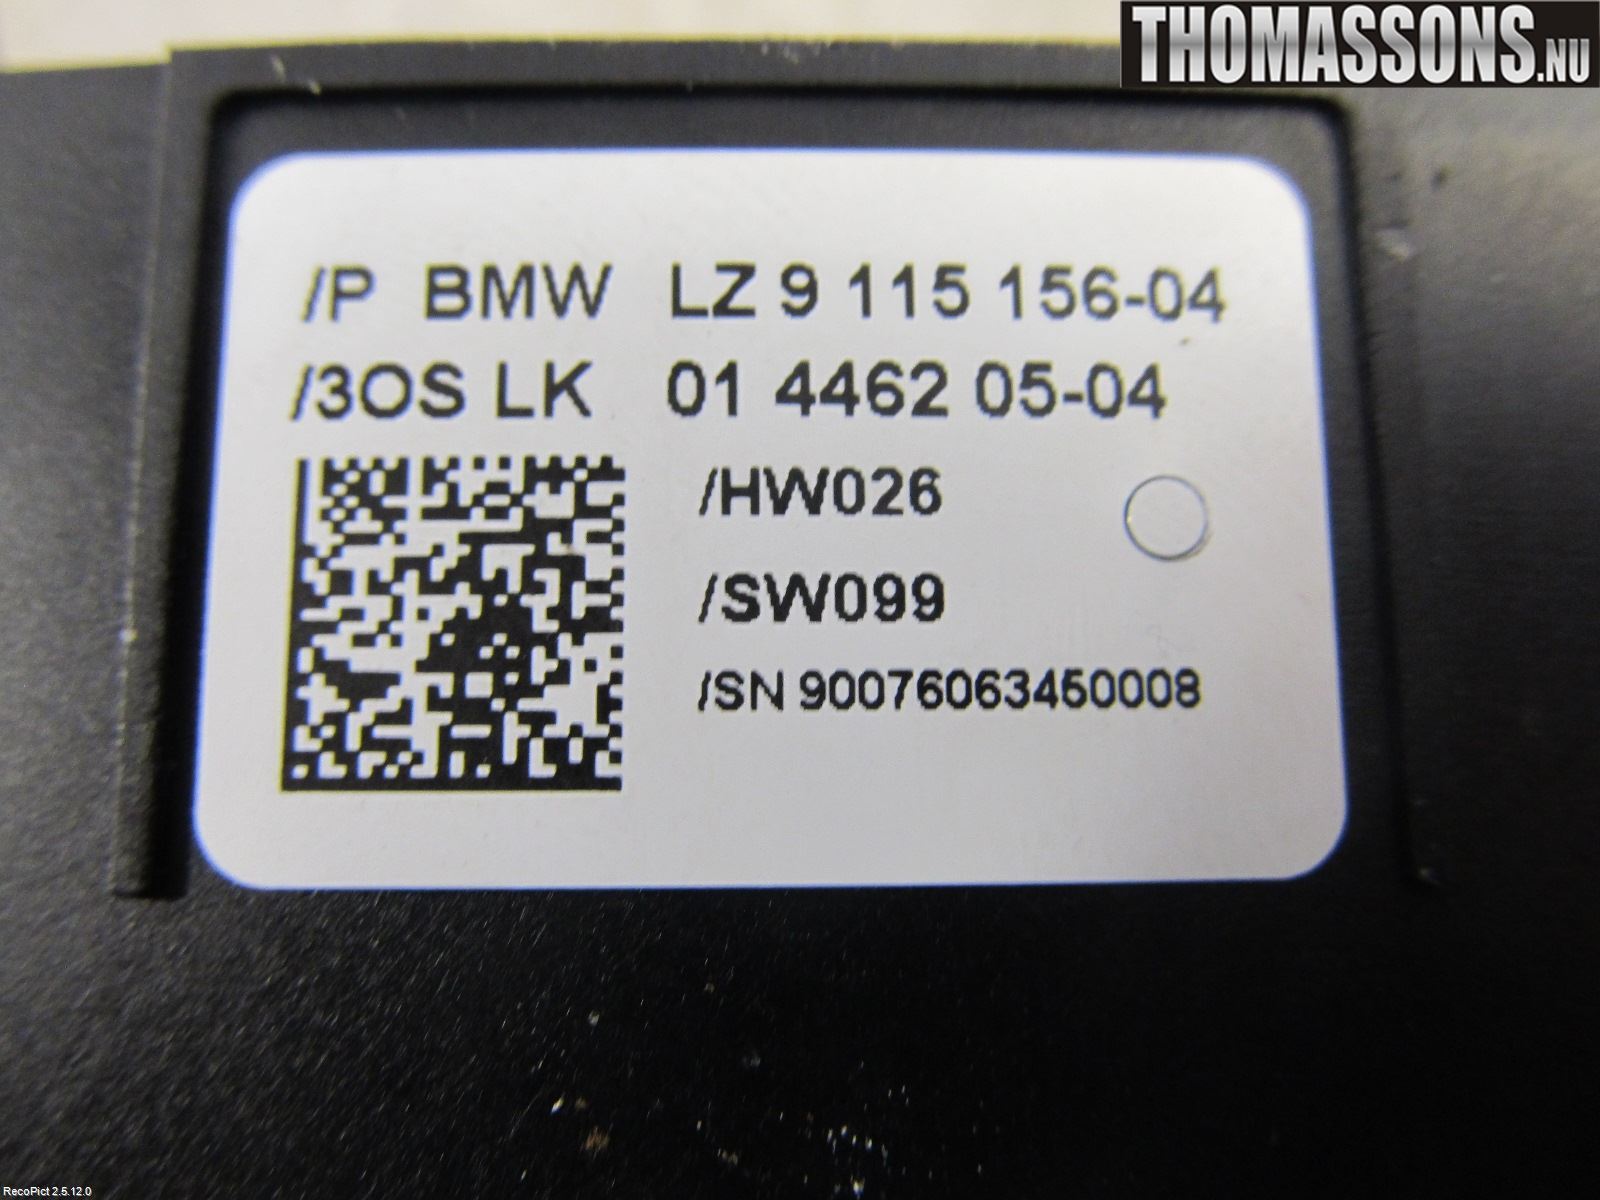 THOMASSONS.NU
/P BMW LZ 9 115 156-04
/3OS LK 01 4462 05-04
/HW026
/SW099
/SN 90076063450008
RecoPict 2.5.12.0